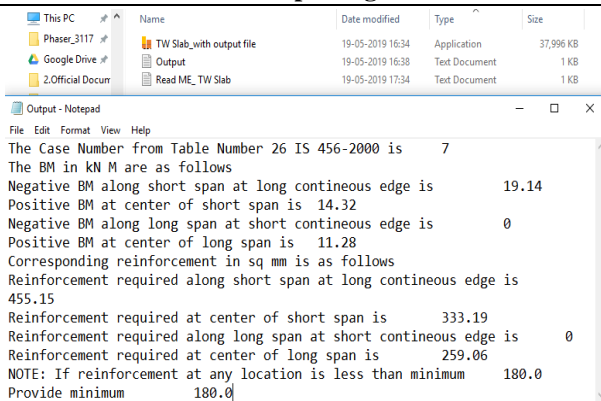 This PC Name Date modified Type Size
Phaser_3117 TW Slab_with output file 19-05-2019 16:34 Application 37,996 KB
Google Drive Output 19-05-2019 16:38 Text Document 1 KB
2.Official Docum Read ME_ TW Slab 19-05-2019 17:34 Text Document 1 KB
Output - Notepad
File Edit Format View Help
The Case Number from Table Number 26 IS 456-2000 is 7
The BM in kN M are as follows
Negative BM along short span at long contineous edge is 19.14
Positive BM at center of short span is 14.32
Negative BM along long span at short contineous edge is 0
Positive BM at center of long span is 11.28
Corresponding reinforcement in sq mm is as follows
Reinforcement required along short span at long contineous edge is
455.15
Reinforcement required at center of short span is 333.19
Reinforcement required along long span at short contineous edge is 0
Reinforcement required at center of long span is 259.06
NOTE: If reinforcement at any location is less than minimum 180.0
Provide minimum 180.0